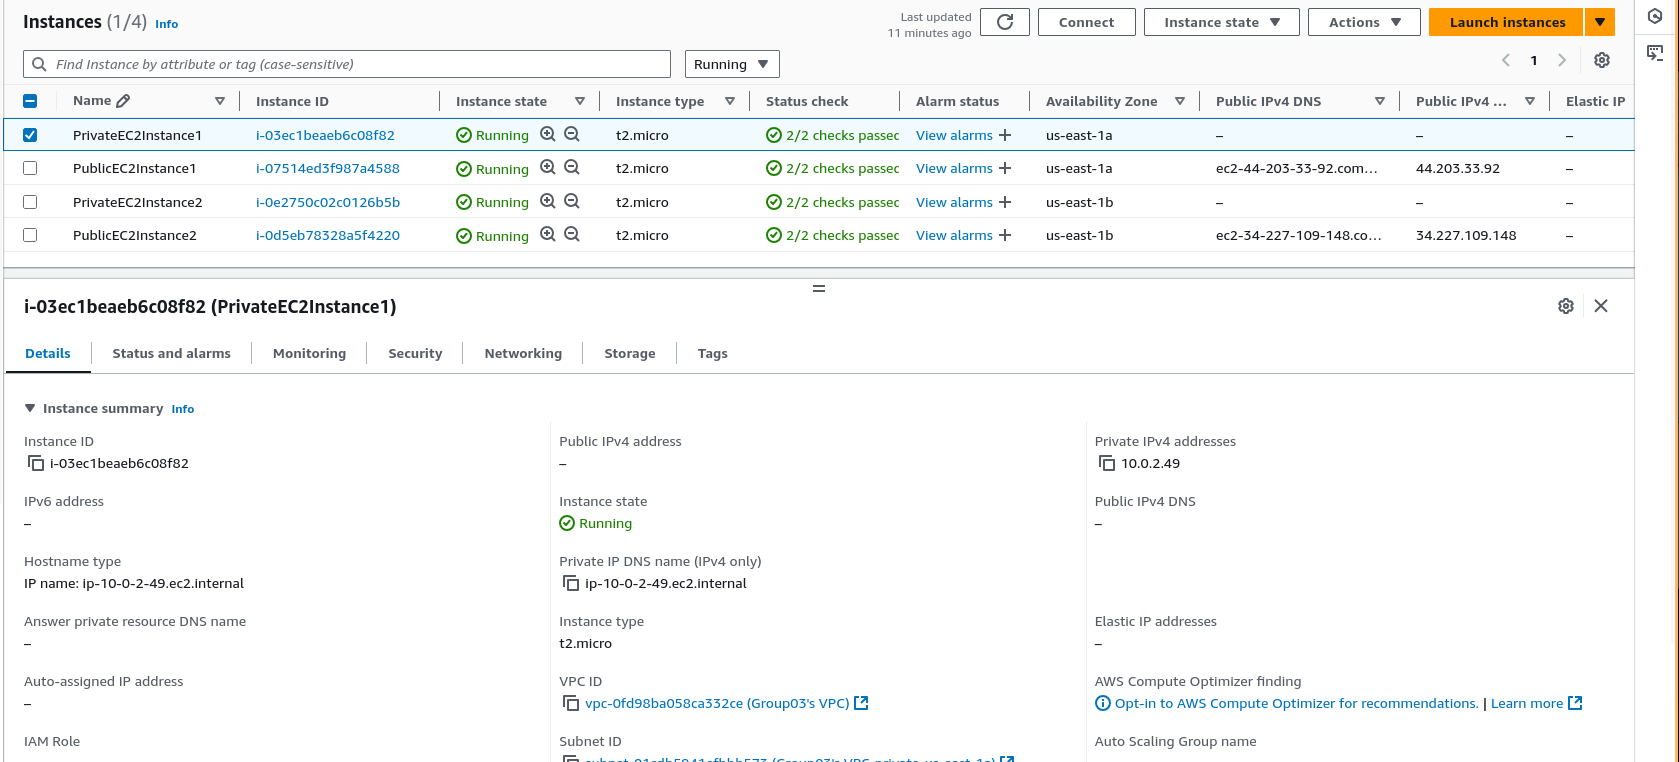 Instances (1/4) Info
Last updated
11 minutes ago
Connect
Instance state
Actions
Launch instances
Find Instance by attribute or tag (case-sensitive)
Running
1
Name Instance ID Instance state Instance type Status check Alarm status Availability Zone Public IPv4 DNS Public IPv4 ... Elastic IP
PrivateEC2Instance1 i-03ec1beaeb6c08f82 Running t2.micro 2/2 checks passec View alarms + us-east-1a – – –
PublicEC2Instance1 i-07514ed3f987a4588 Running t2.micro 2/2 checks passec View alarms + us-east-1a ec2-44-203-33-92.com... 44.203.33.92 –
PrivateEC2Instance2 i-0e2750c02c0126b5b Running t2.micro 2/2 checks passec View alarms + us-east-1b – – –
PublicEC2Instance2 i-0d5eb78328a5f4220 Running t2.micro 2/2 checks passec View alarms + us-east-1b ec2-34-227-109-148.co... 34.227.109.148 –
i-03ec1beaeb6c08f82 (PrivateEC2Instance1)
Details Status and alarms Monitoring Security Networking Storage Tags
Instance summary Info
Instance ID Public IPv4 address Private IPv4 addresses
i-03ec1beaeb6c08f82 – 10.0.2.49
IPv6 address Instance state Public IPv4 DNS
– Running –
Hostname type Private IP DNS name (IPv4 only)
IP name: ip-10-0-2-49.ec2.internal ip-10-0-2-49.ec2.internal
Answer private resource DNS name Instance type Elastic IP addresses
– t2.micro –
Auto-assigned IP address VPC ID AWS Compute Optimizer finding
– vpc-0fd98ba058ca332ce (Group03's VPC) Opt-in to AWS Compute Optimizer for recommendations. | Learn more
IAM Role Subnet ID Auto Scaling Group name